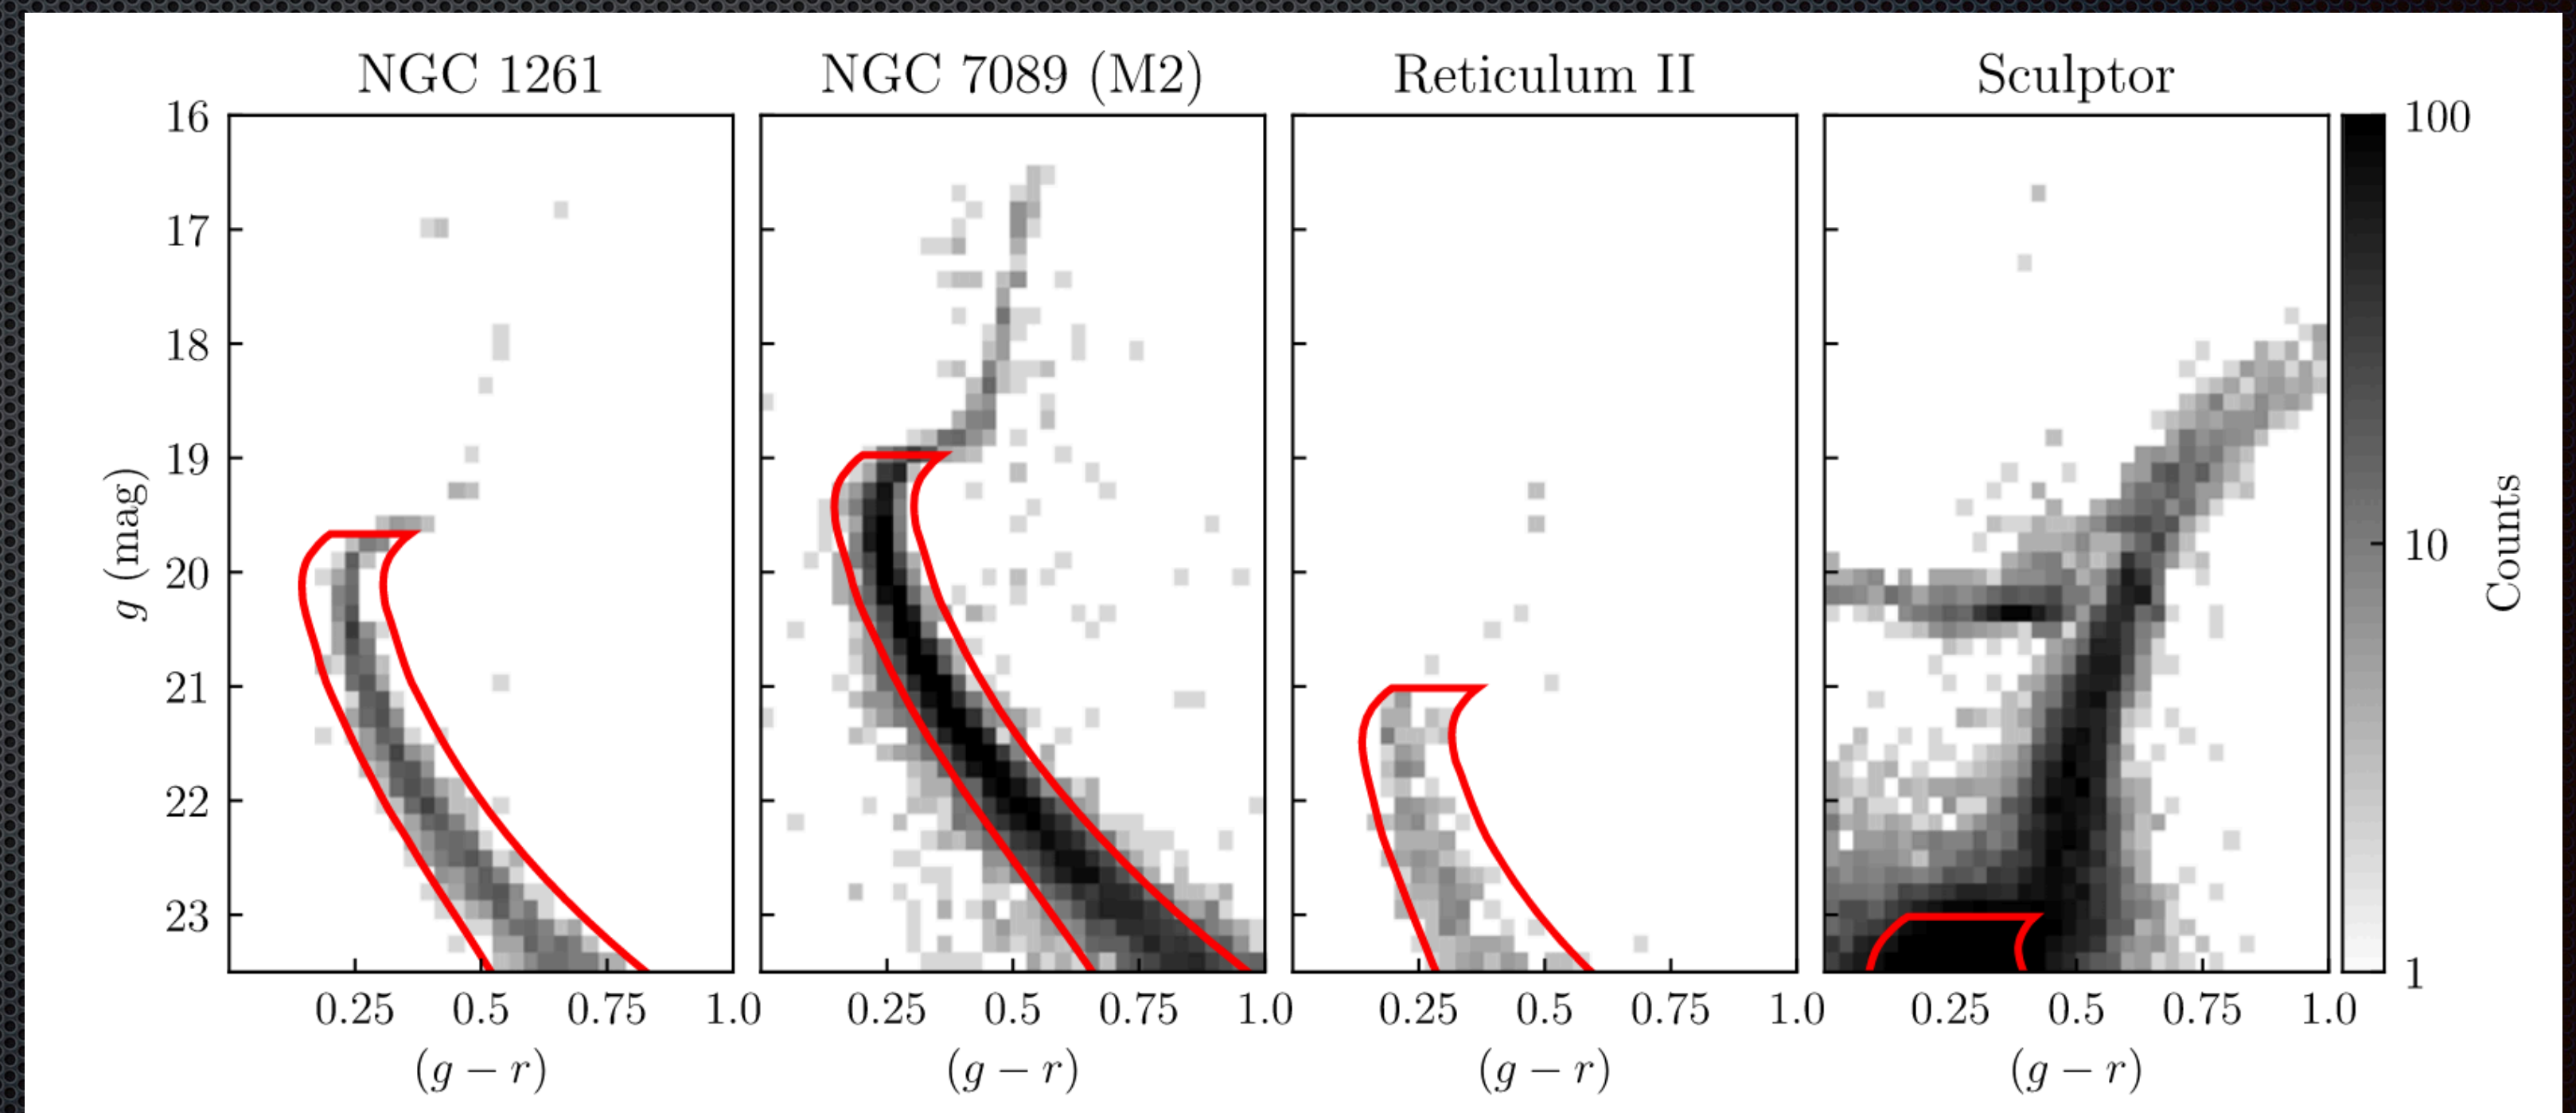 NGC 1261
NGC 7089 (M2)
Reticulum II
Sculptor
16
17
18
19
20
21
22
23
g (mag)
0.25 0.5 0.75 1.0
0.25 0.5 0.75 1.0
0.25 0.5 0.75 1.0
0.25 0.5 0.75 1.0
(g − r)
(g − r)
(g − r)
(g − r)
100
10
1
Counts